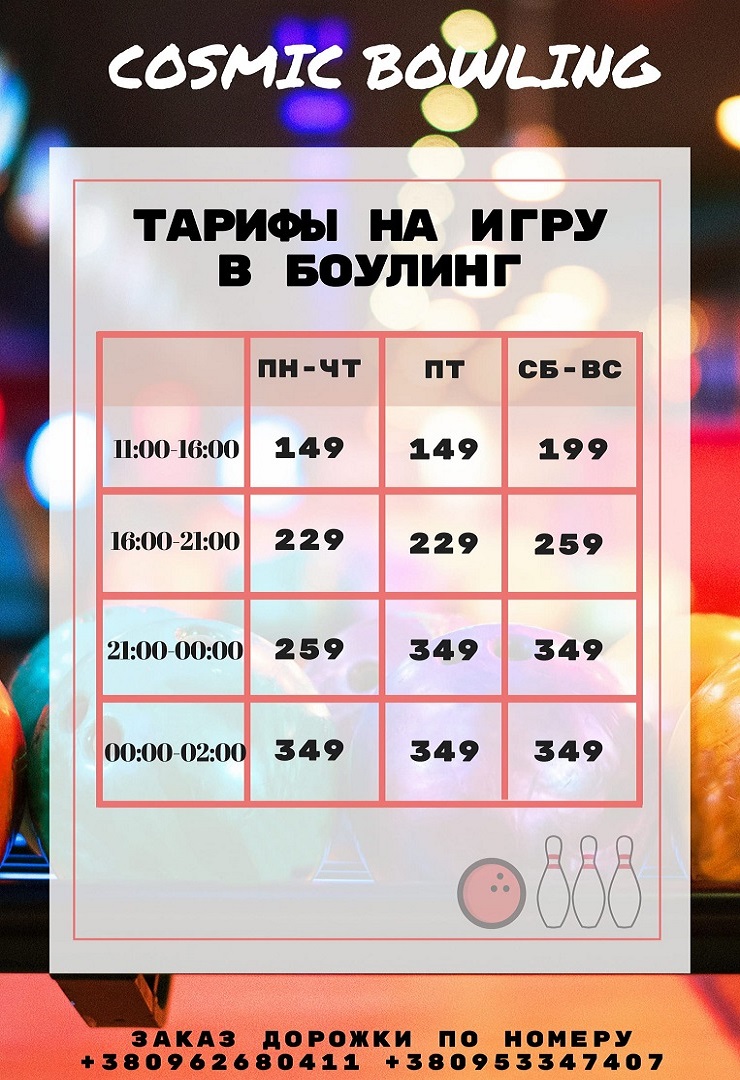 COSMIC BOWLING
ТАРИФЫ НА ИГРУ
В БОУЛИНГ
ПН-ЧТ ПТ СБ-ВС
11:00-16:00 149 149 199
16:00-21:00 229 229 259
21:00-00:00 259 349 349
00:00-02:00 349 349 349
ЗАКАЗ ДОРОЖКИ ПО НОМЕРУ
+380962680411 +380953347407